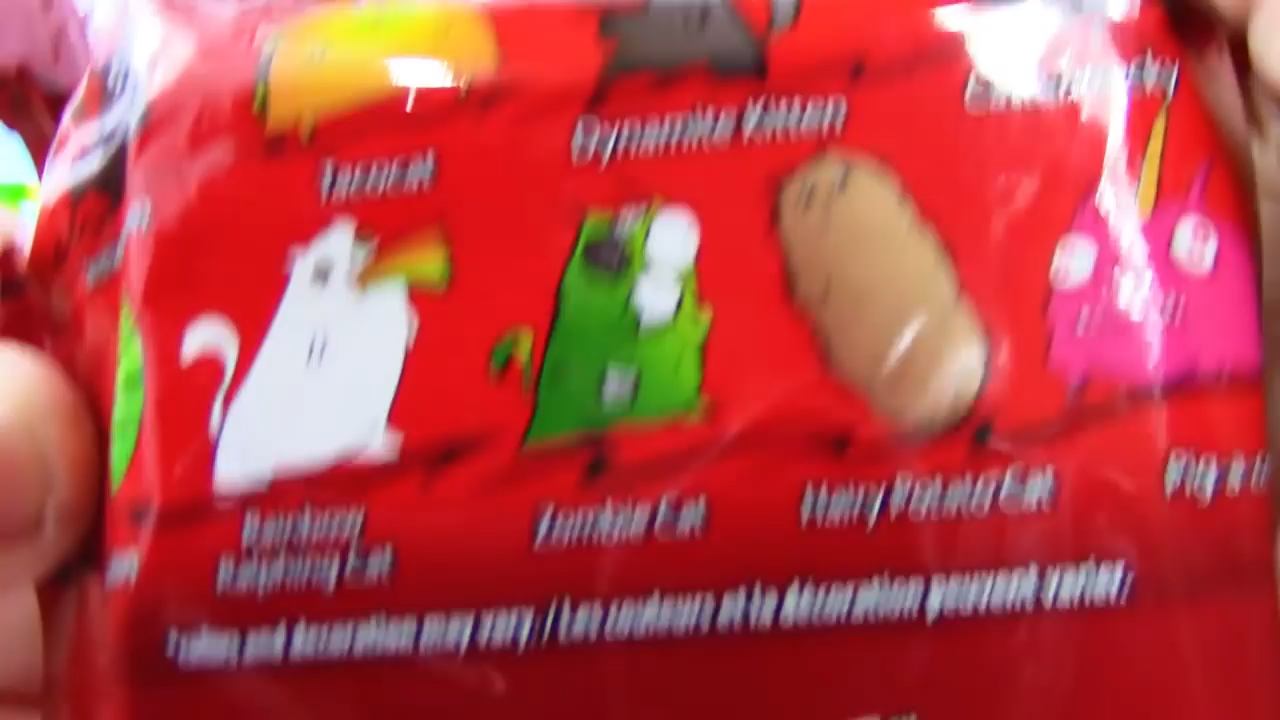 Tacocat
Dynamite Kitten
Rainbow
Ralphing Cat
Zombie Cat
Hairy Potato Cat
Pig a
Colors and decoration may vary. / Les couleurs et la décoration peuvent varier.